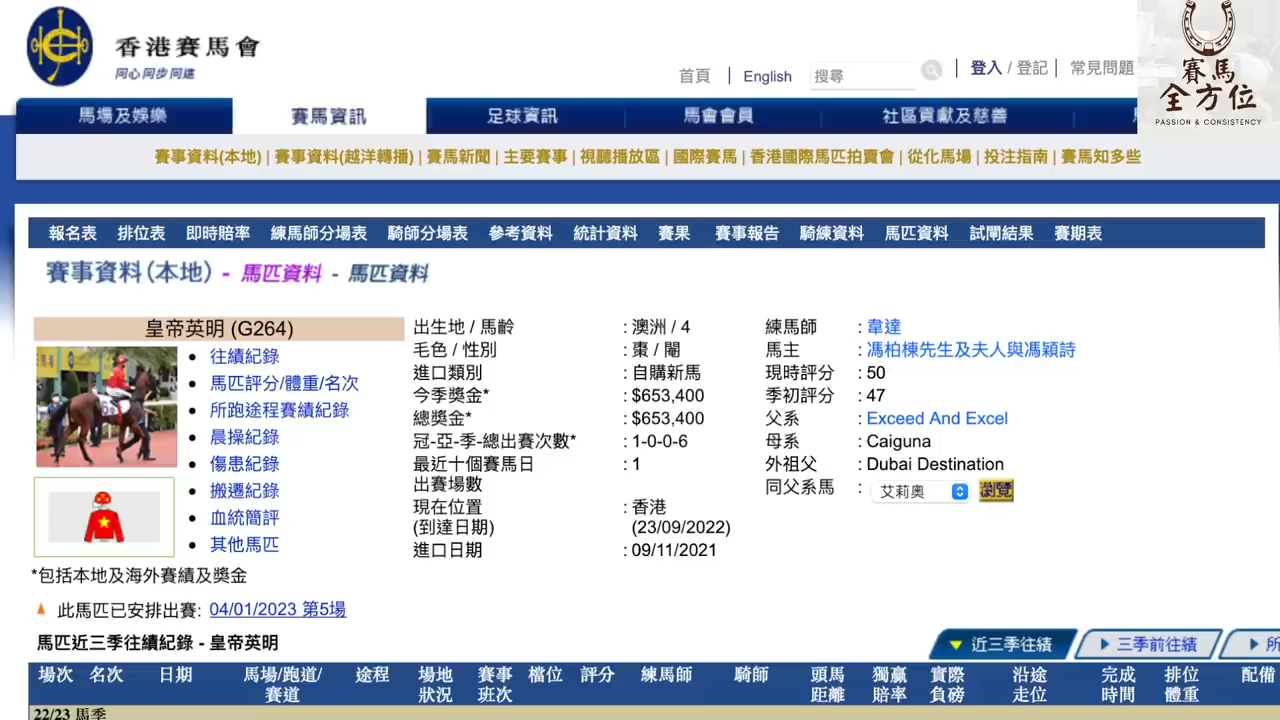 香港賽馬會
同心同步同進
首頁 | English 搜尋 | 登入 / 登記 | 常見問題
賽馬
全方位
PASSION & CONSISTENCY
馬場及娛樂 賽馬資訊 足球資訊 馬會會員 社區貢獻及慈善
賽事資料(本地) | 賽事資料(越洋轉播) | 賽馬新聞 | 主要賽事 | 視聽播放區 | 國際賽馬 | 香港國際馬匹拍賣會 | 從化馬場 | 投注指南 | 賽馬知多些
報名表 排位表 即時賠率 練馬師分場表 騎師分場表 參考資料 統計資料 賽果 賽事報告 騎練資料 馬匹資料 試閘結果 賽期表
賽事資料(本地) - 馬匹資料 - 馬匹資料
皇帝英明 (G264)
• 往績紀錄
• 馬匹評分/體重/名次
• 所跑途程賽績紀錄
• 晨操紀錄
• 傷患紀錄
• 搬遷紀錄
• 血統簡評
• 其他馬匹
出生地 / 馬齡 : 澳洲 / 4
毛色 / 性別 : 棗 / 閹
進口類別 : 自購新馬
今季獎金* : $653,400
總獎金* : $653,400
冠-亞-季-總出賽次數* : 1-0-0-6
最近十個賽馬日 : 1
出賽場數
現在位置 : 香港
(到達日期) (23/09/2022)
進口日期 : 09/11/2021
練馬師 : 韋達
馬主 : 馮柏棟先生及夫人與馮穎詩
現時評分 : 50
季初評分 : 47
父系 : Exceed And Excel
母系 : Caiguna
外祖父 : Dubai Destination
同父系馬 : 艾莉奧 瀏覽
*包括本地及海外賽績及獎金
此馬匹已安排出賽: 04/01/2023 第5場
馬匹近三季往績紀錄 - 皇帝英明
近三季往績 三季前往績 所
場次 名次 日期 馬場/跑道/ 途程 場地 賽事 檔位 評分 練馬師 騎師 頭馬 獨贏 實際 沿途 完成 排位 配備
賽道 狀況 班次 距離 賠率 負磅 走位 時間 體重
22/23 馬季